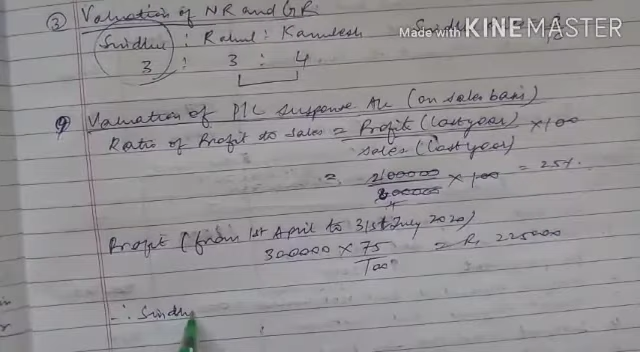 Made with KINEMASTER
③ Valuation of NR and GR
Sindhu : Rahul : Kamlesh
3 : 3 : 4
④ Valuation of P/L Suspense A/c (on sales basis)
Ratio of Profit to sales = Profit (Last year) × 100
Sales (Last year)
= × 100 = 25%
Profit (from 1st April to 31st July 2020)
300000 × 75 = Rs 225000
100
∴ Sindhu